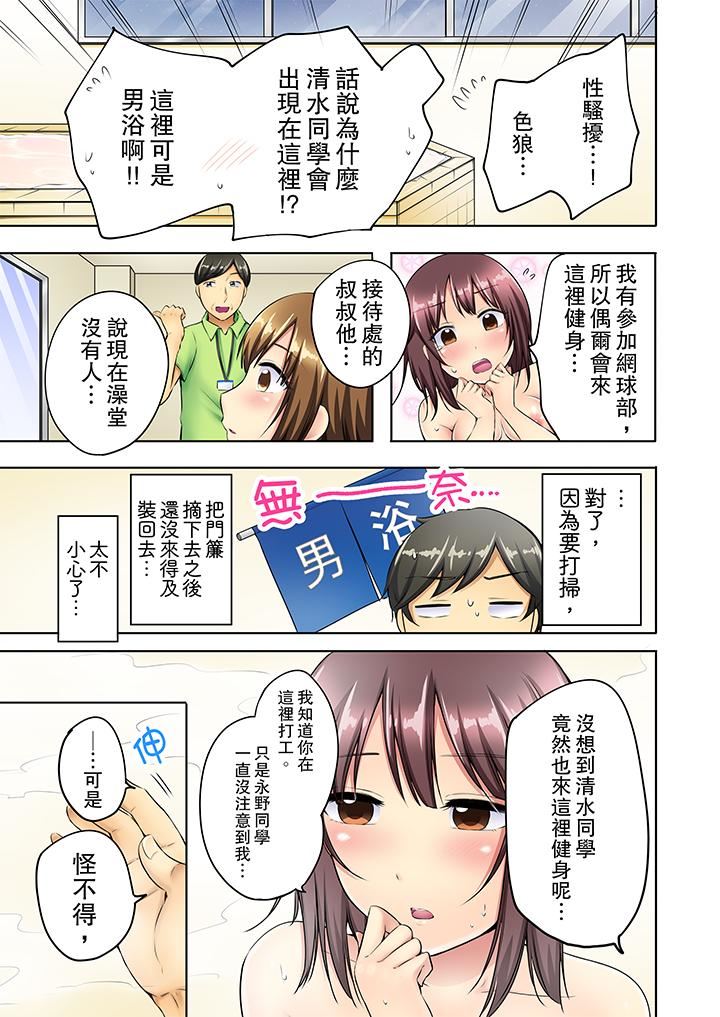 性騷擾…！
色狼…
話說為什麼
清水同學會
出現在這裡!?
這裡可是
男浴啊!!
我有參加網球部，
所以偶爾會來
這裡健身…
接待處的
叔叔他…
說現在澡堂
沒有人…
…
對了，
因為要打掃，
男浴
無——奈….
把門簾
摘下去之後
還沒來得及
裝回去…
太不
小心了…
沒想到清水同學
竟然也來這裡健身呢…
我知道你在
這裡打工。
只是永野同學
一直沒注意到我…
伸
……可是
怪不得，